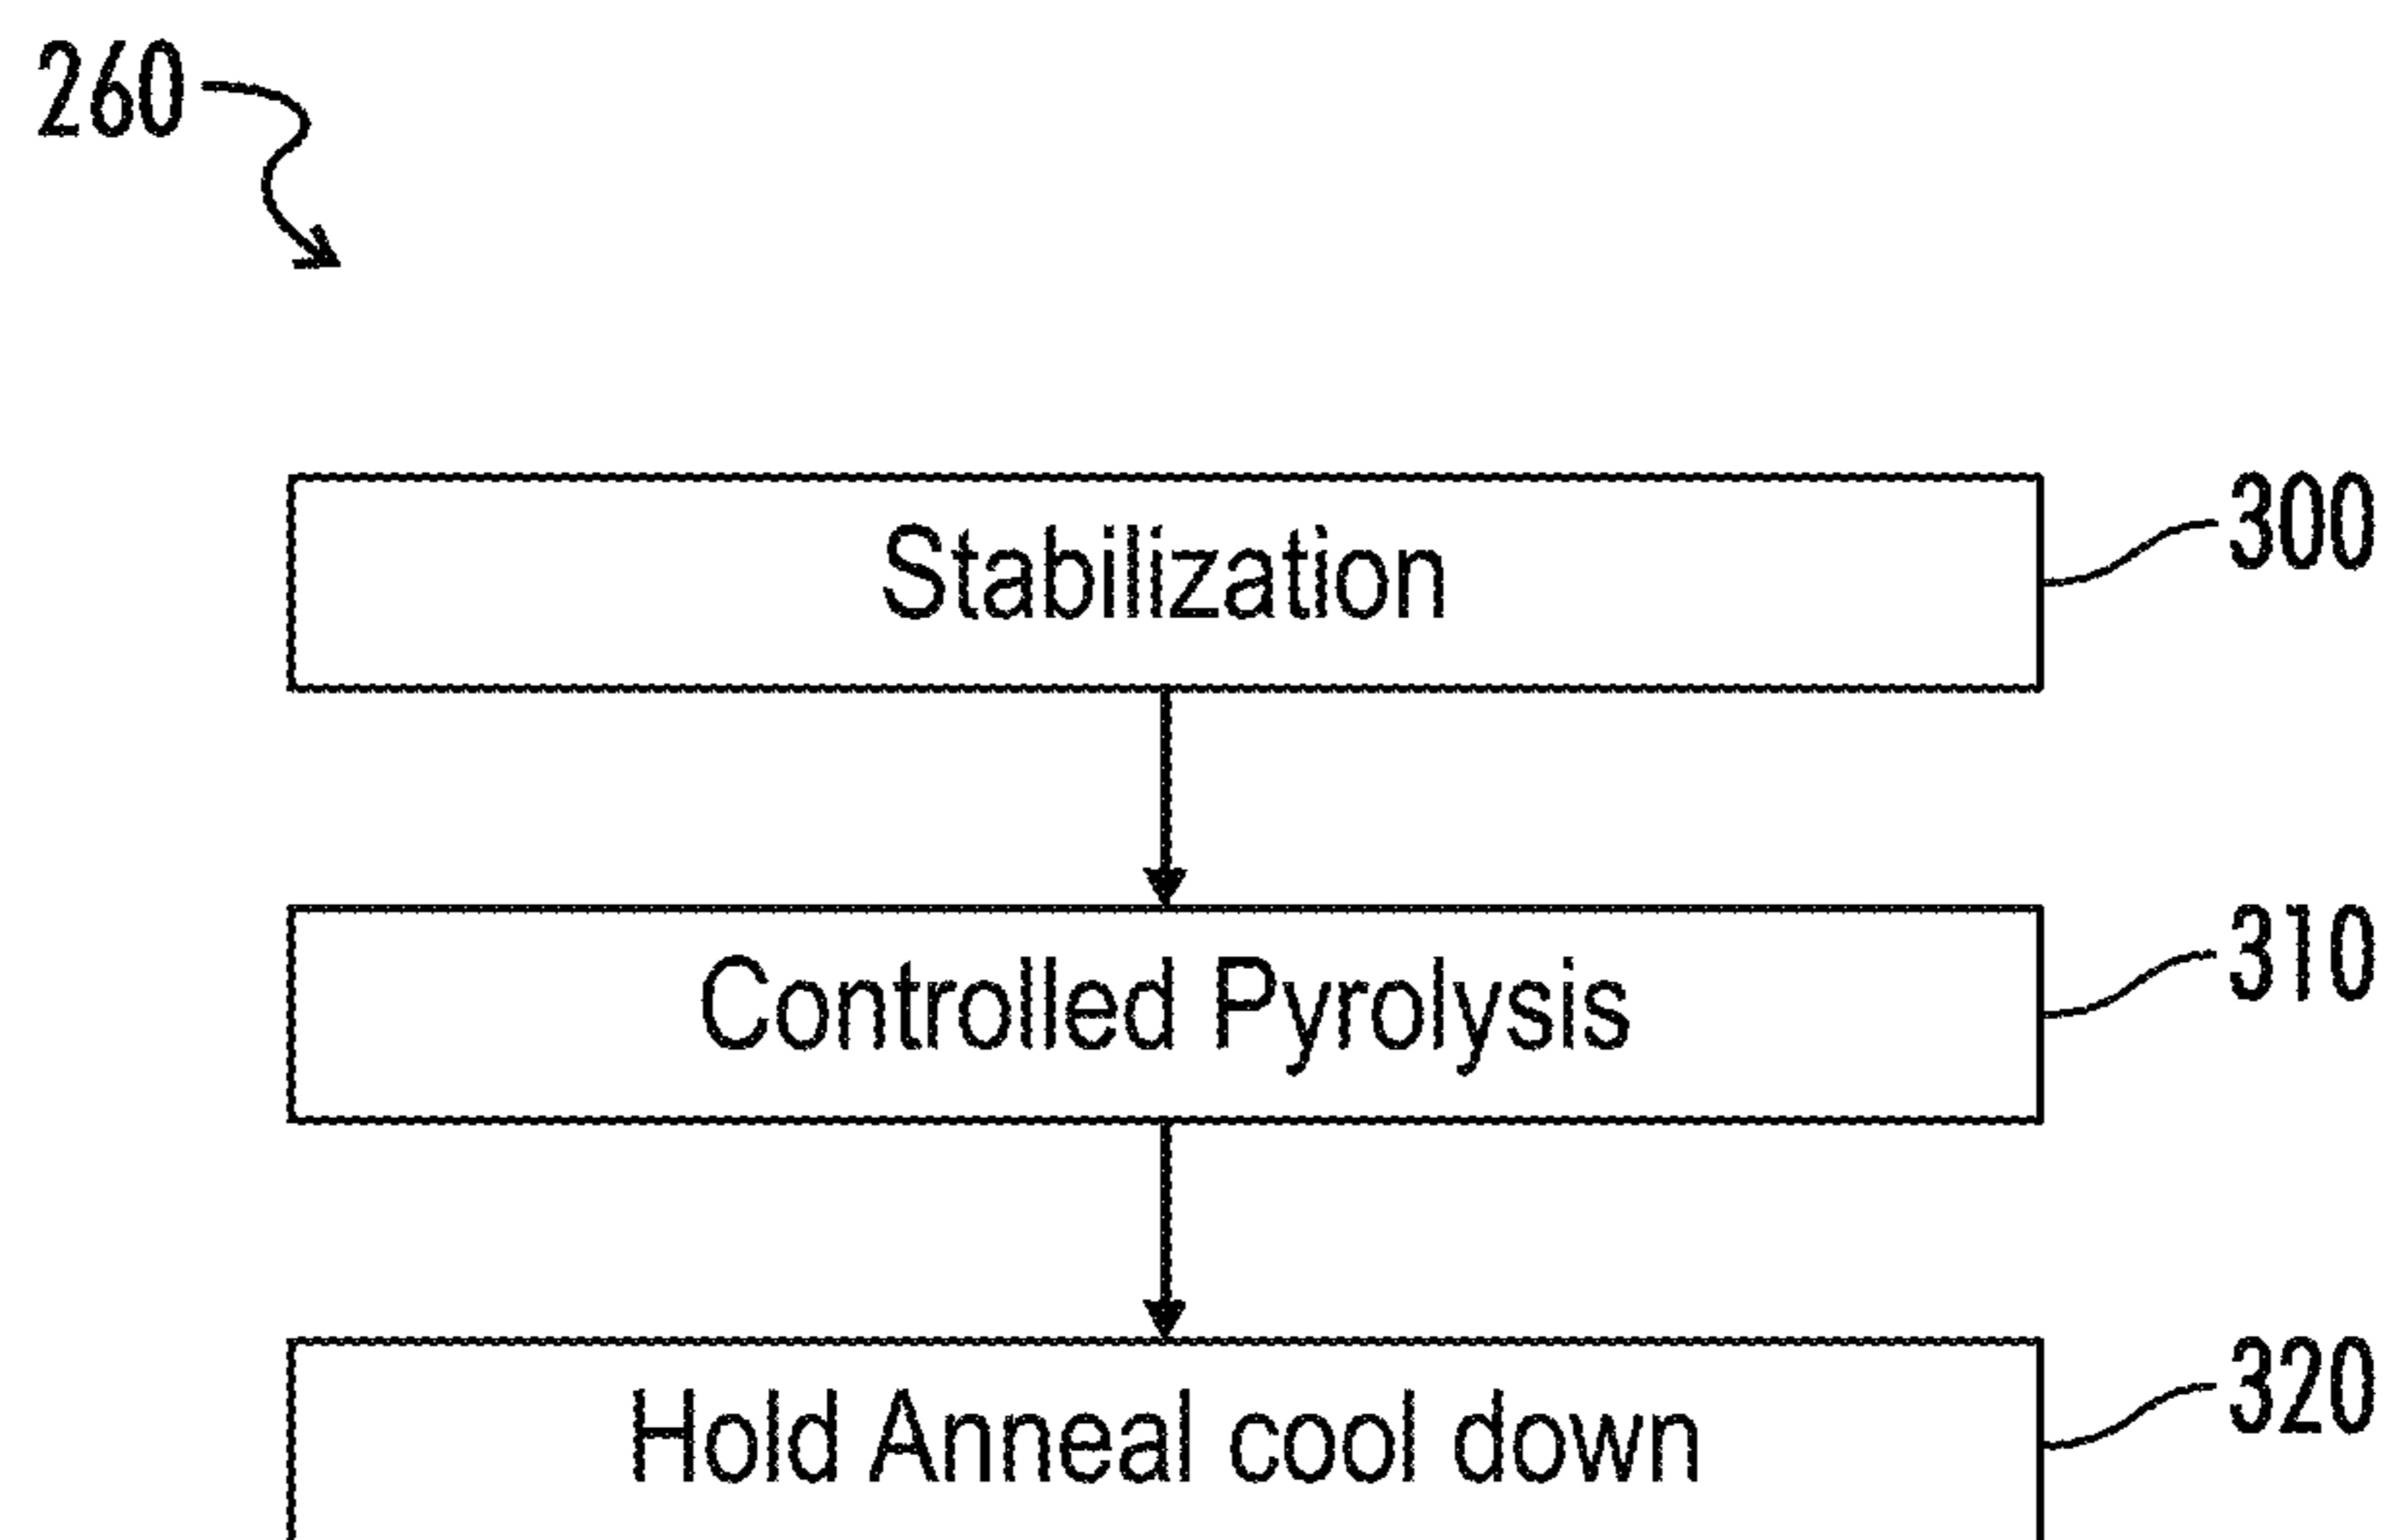 260
Stabilization
300
Controlled Pyrolysis
310
Hold Anneal cool down
320